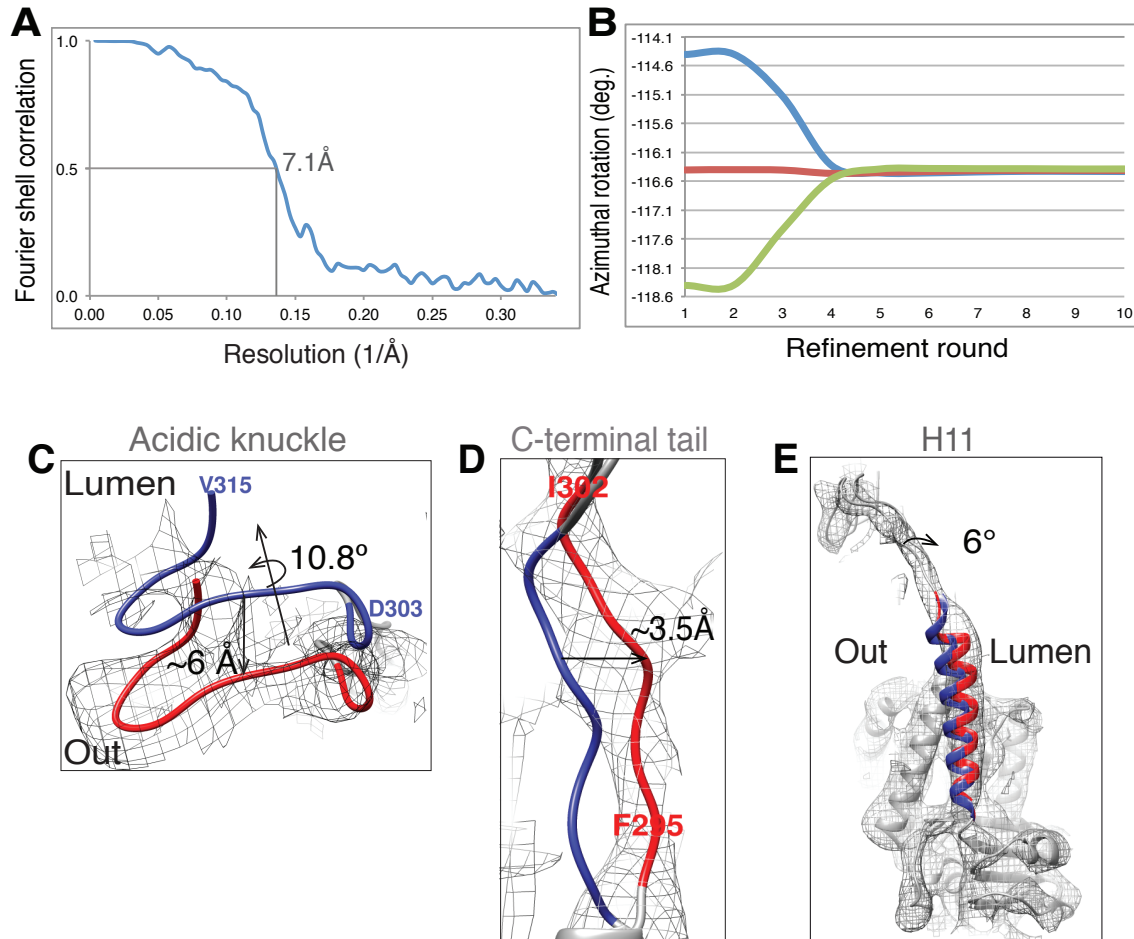 A
1.0
0.5
0.0
7.1Å
Fourier shell correlation
0.00 0.05 0.10 0.15 0.20 0.25 0.30
Resolution (1/Å)
B
-114.1
-114.6
-115.1
-115.6
-116.1
-116.6
-117.1
-117.6
-118.1
-118.6
Azimuthal rotation (deg.)
1 2 3 4 5 6 7 8 9 10
Refinement round
C
Acidic knuckle
Lumen
V315
10.8º
D303
~6 Å
Out
D
C-terminal tail
I302
~3.5Å
F295
E
H11
6°
Out
Lumen